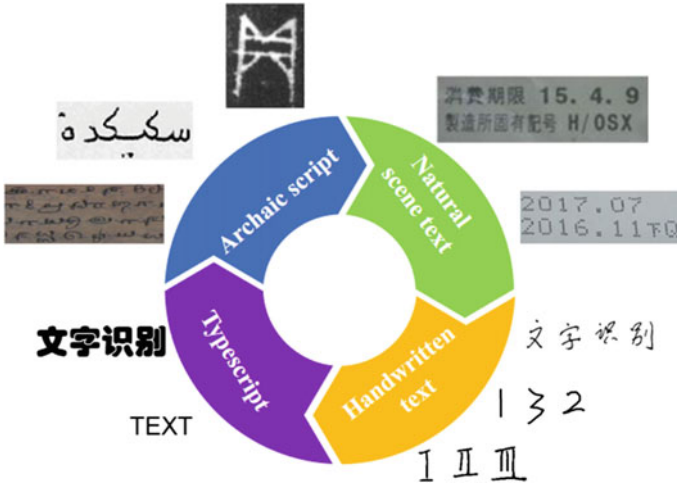 سكيكدة
消費期限 15. 4. 9
製造所固有記号 H/OSX
Archaic script
Natural
scene text
2017.07
2016.11下Q
文字识别
Typescript
Handwritten
text
文字识别
TEXT
1 3 2
I II III